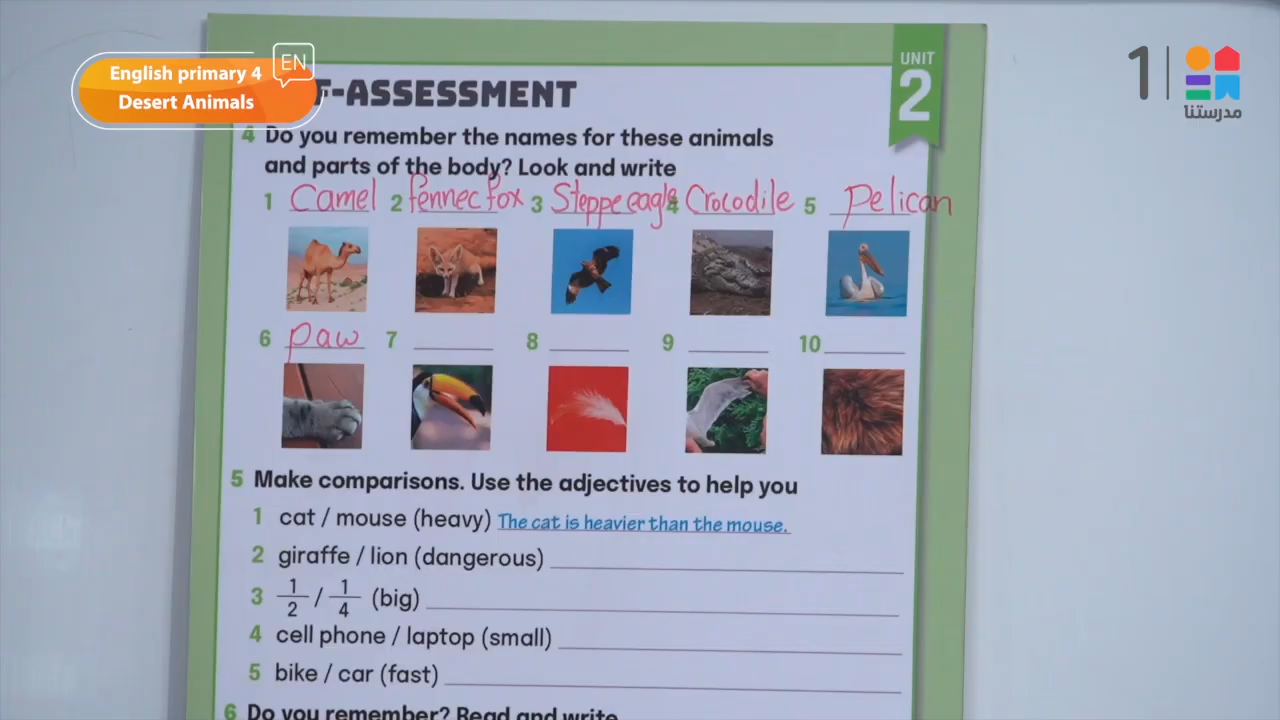 English primary 4
EN
Desert Animals
1
مدرستنا
UNIT
2
F-ASSESSMENT
4 Do you remember the names for these animals
and parts of the body? Look and write
1 Camel 2 fennec fox 3 Steppe eagle 4 Crocodile 5 Pelican
6 paw 7 8 9 10
5 Make comparisons. Use the adjectives to help you
1 cat / mouse (heavy) The cat is heavier than the mouse.
2 giraffe / lion (dangerous)
3 1/2 / 1/4 (big)
4 cell phone / laptop (small)
5 bike / car (fast)
6 Do you remember? Read and write